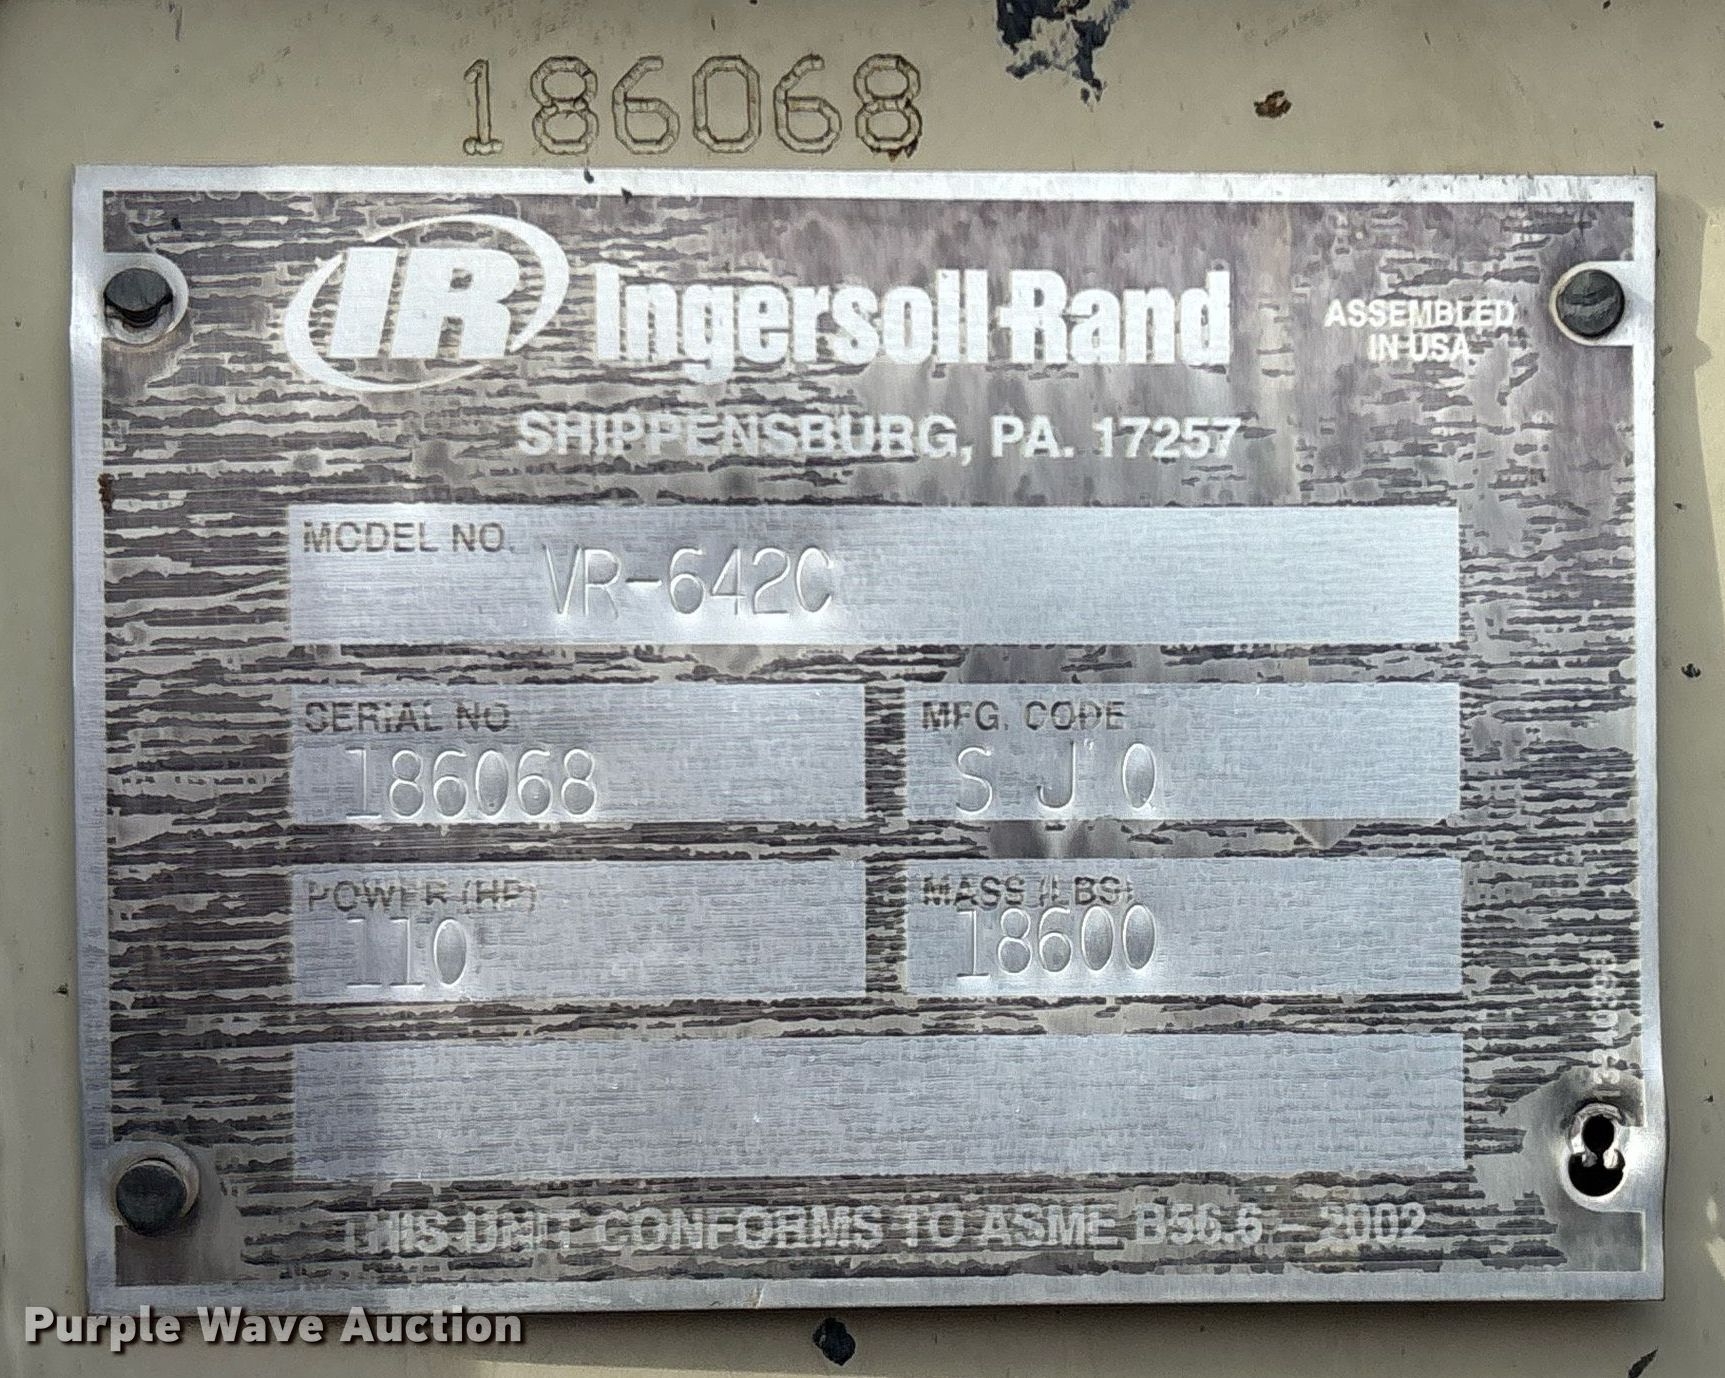 186068
IR Ingersoll-Rand
ASSEMBLED
IN USA
SHIPPENSBURG, PA. 17257
MODEL NO. VR-642C
SERIAL NO
186068
MFG. CODE
S J Q
POWER (HP)
110
MASS (LBS)
18600
THIS UNIT CONFORMS TO ASME B56.6 - 2002
Purple Wave Auction